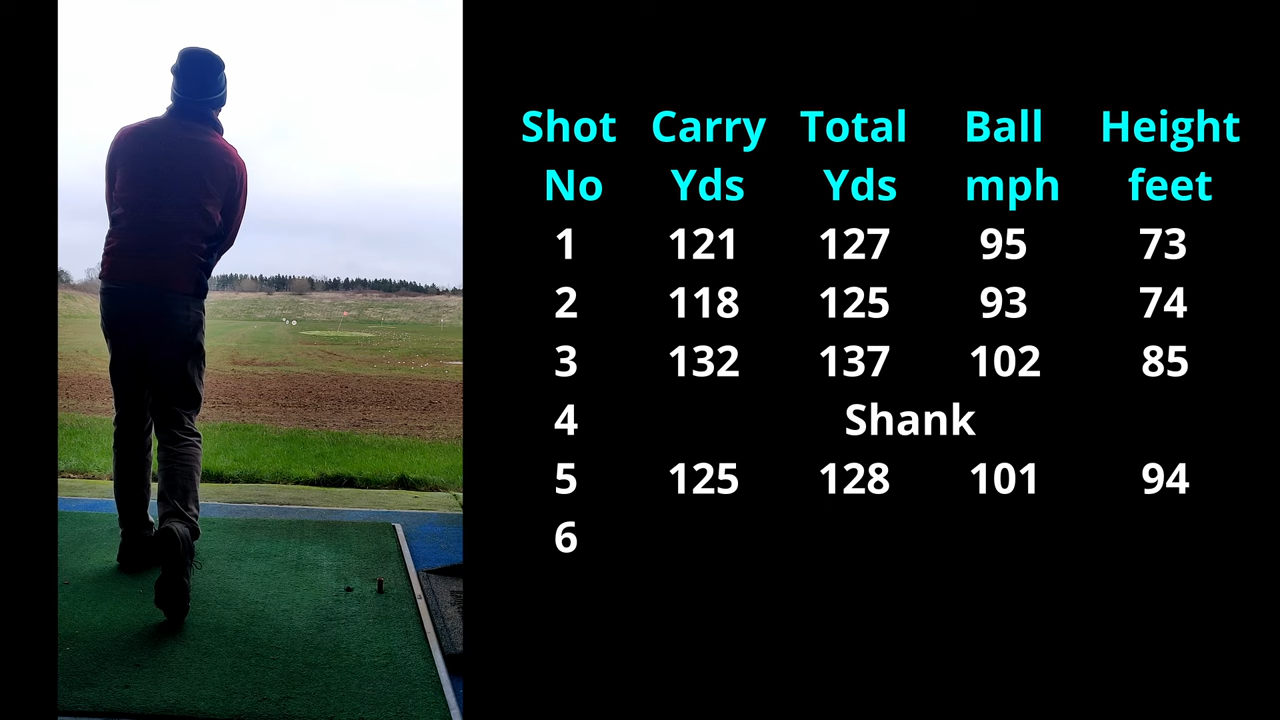 Shot Carry Total Ball Height
No Yds Yds mph feet
1 121 127 95 73
2 118 125 93 74
3 132 137 102 85
4 Shank
5 125 128 101 94
6